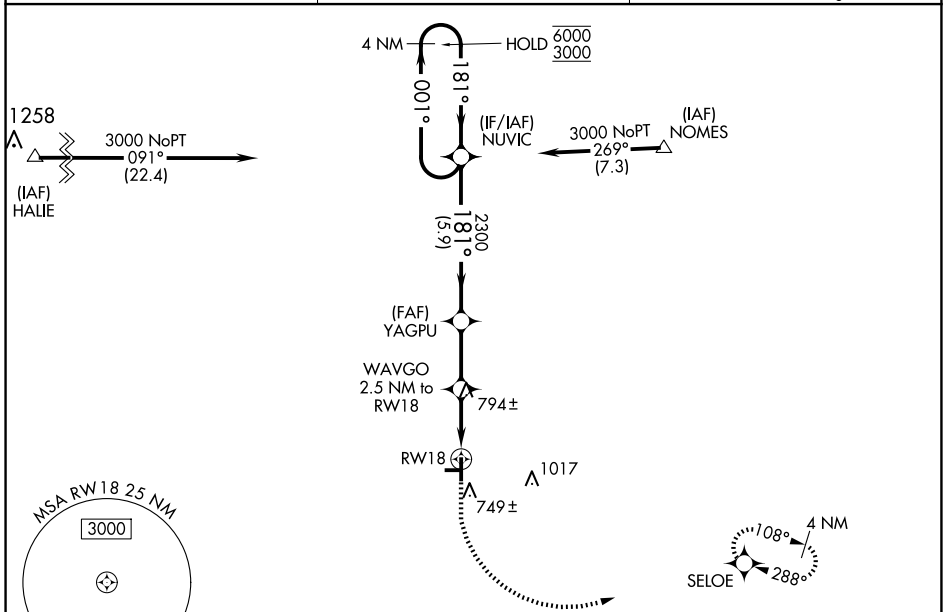 4 NM
HOLD 6000
3000
181°
001°
1258
3000 NoPT
091°
(22.4)
(IAF)
HALIE
(IF/IAF)
NUVIC
3000 NoPT
269°
(7.3)
(IAF)
NOMES
2300
181°
(5.9)
(FAF)
YAGPU
WAVGO
2.5 NM to
RW18
794±
RW18
1017
749±
MSA RW18 25 NM
3000
108°
4 NM
288°
SELOE